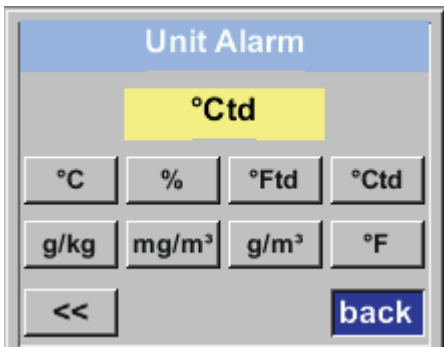 Unit Alarm
°Ctd
°C % °Ftd °Ctd
g/kg mg/m³ g/m³ °F
<< back